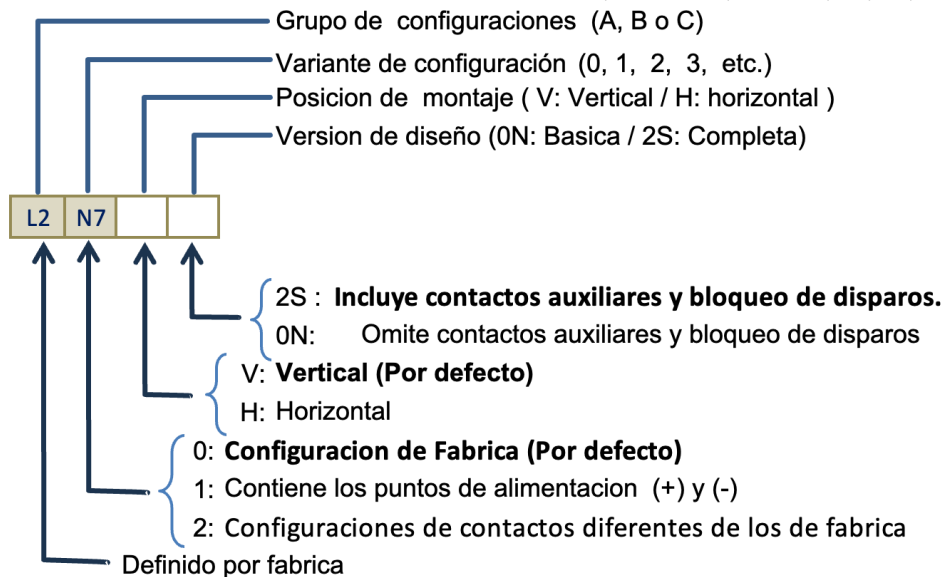 Grupo de configuraciones (A, B o C)
Variante de configuración (0, 1, 2, 3, etc.)
Posicion de montaje ( V: Vertical / H: horizontal )
Version de diseño (0N: Basica / 2S: Completa)
L2 N7
2S : Incluye contactos auxiliares y bloqueo de disparos.
0N: Omite contactos auxiliares y bloqueo de disparos
V: Vertical (Por defecto)
H: Horizontal
0: Configuracion de Fabrica (Por defecto)
1: Contiene los puntos de alimentacion (+) y (-)
2: Configuraciones de contactos diferentes de los de fabrica
Definido por fabrica